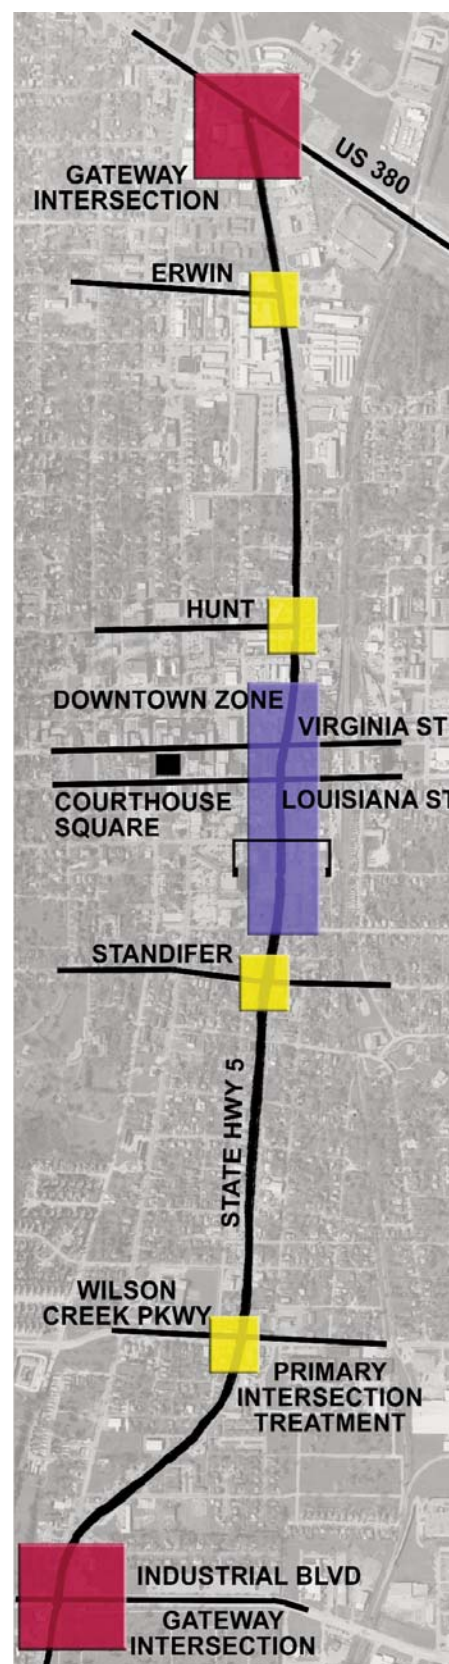 US 380
GATEWAY
INTERSECTION
ERWIN
HUNT
DOWNTOWN ZONE
VIRGINIA ST
COURTHOUSE
SQUARE
LOUISIANA ST
STANDIFER
STATE HWY 5
WILSON
CREEK PKWY
PRIMARY
INTERSECTION
TREATMENT
INDUSTRIAL BLVD
GATEWAY
INTERSECTION